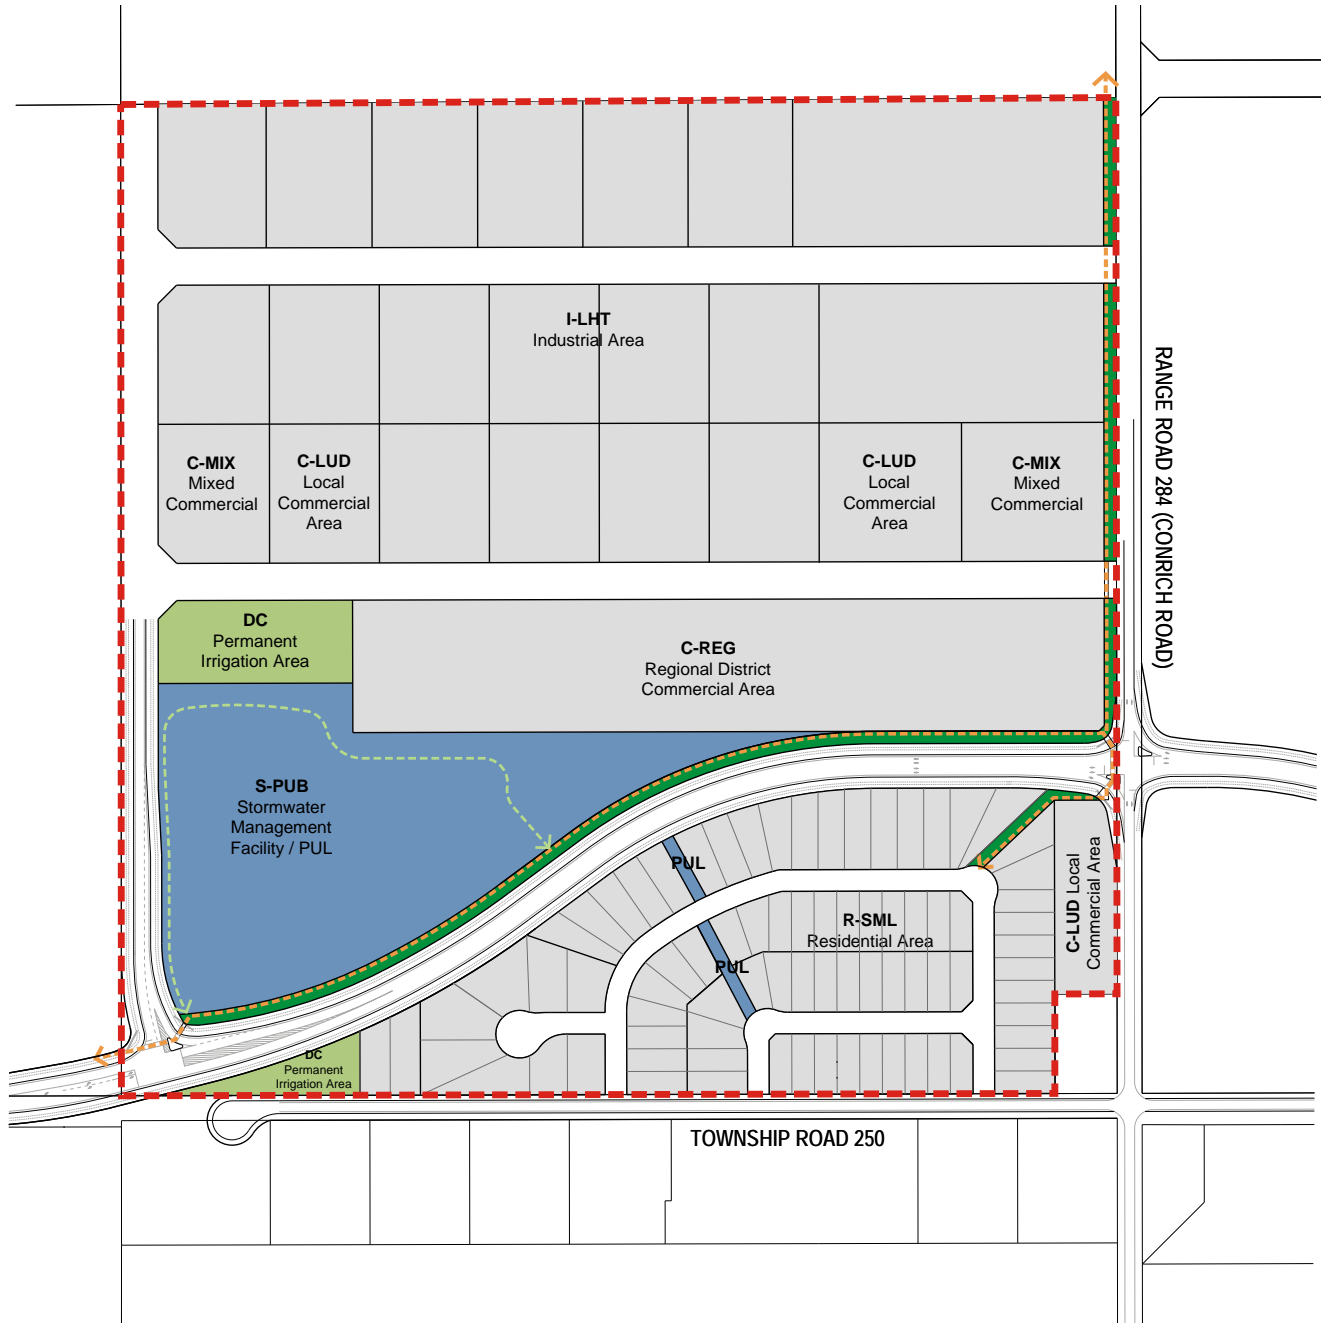 I-LHT
Industrial Area
RANGE ROAD 284 (CONRICH ROAD)
C-MIX
Mixed
Commercial
C-LUD
Local
Commercial
Area
C-LUD
Local
Commercial
Area
C-MIX
Mixed
Commercial
DC
Permanent
Irrigation Area
C-REG
Regional District
Commercial Area
S-PUB
Stormwater
Management
Facility / PUL
PUL
R-SML
Residential Area
C-LUD Local
Commercial Area
PUL
DC
Permanent
Irrigation Area
TOWNSHIP ROAD 250